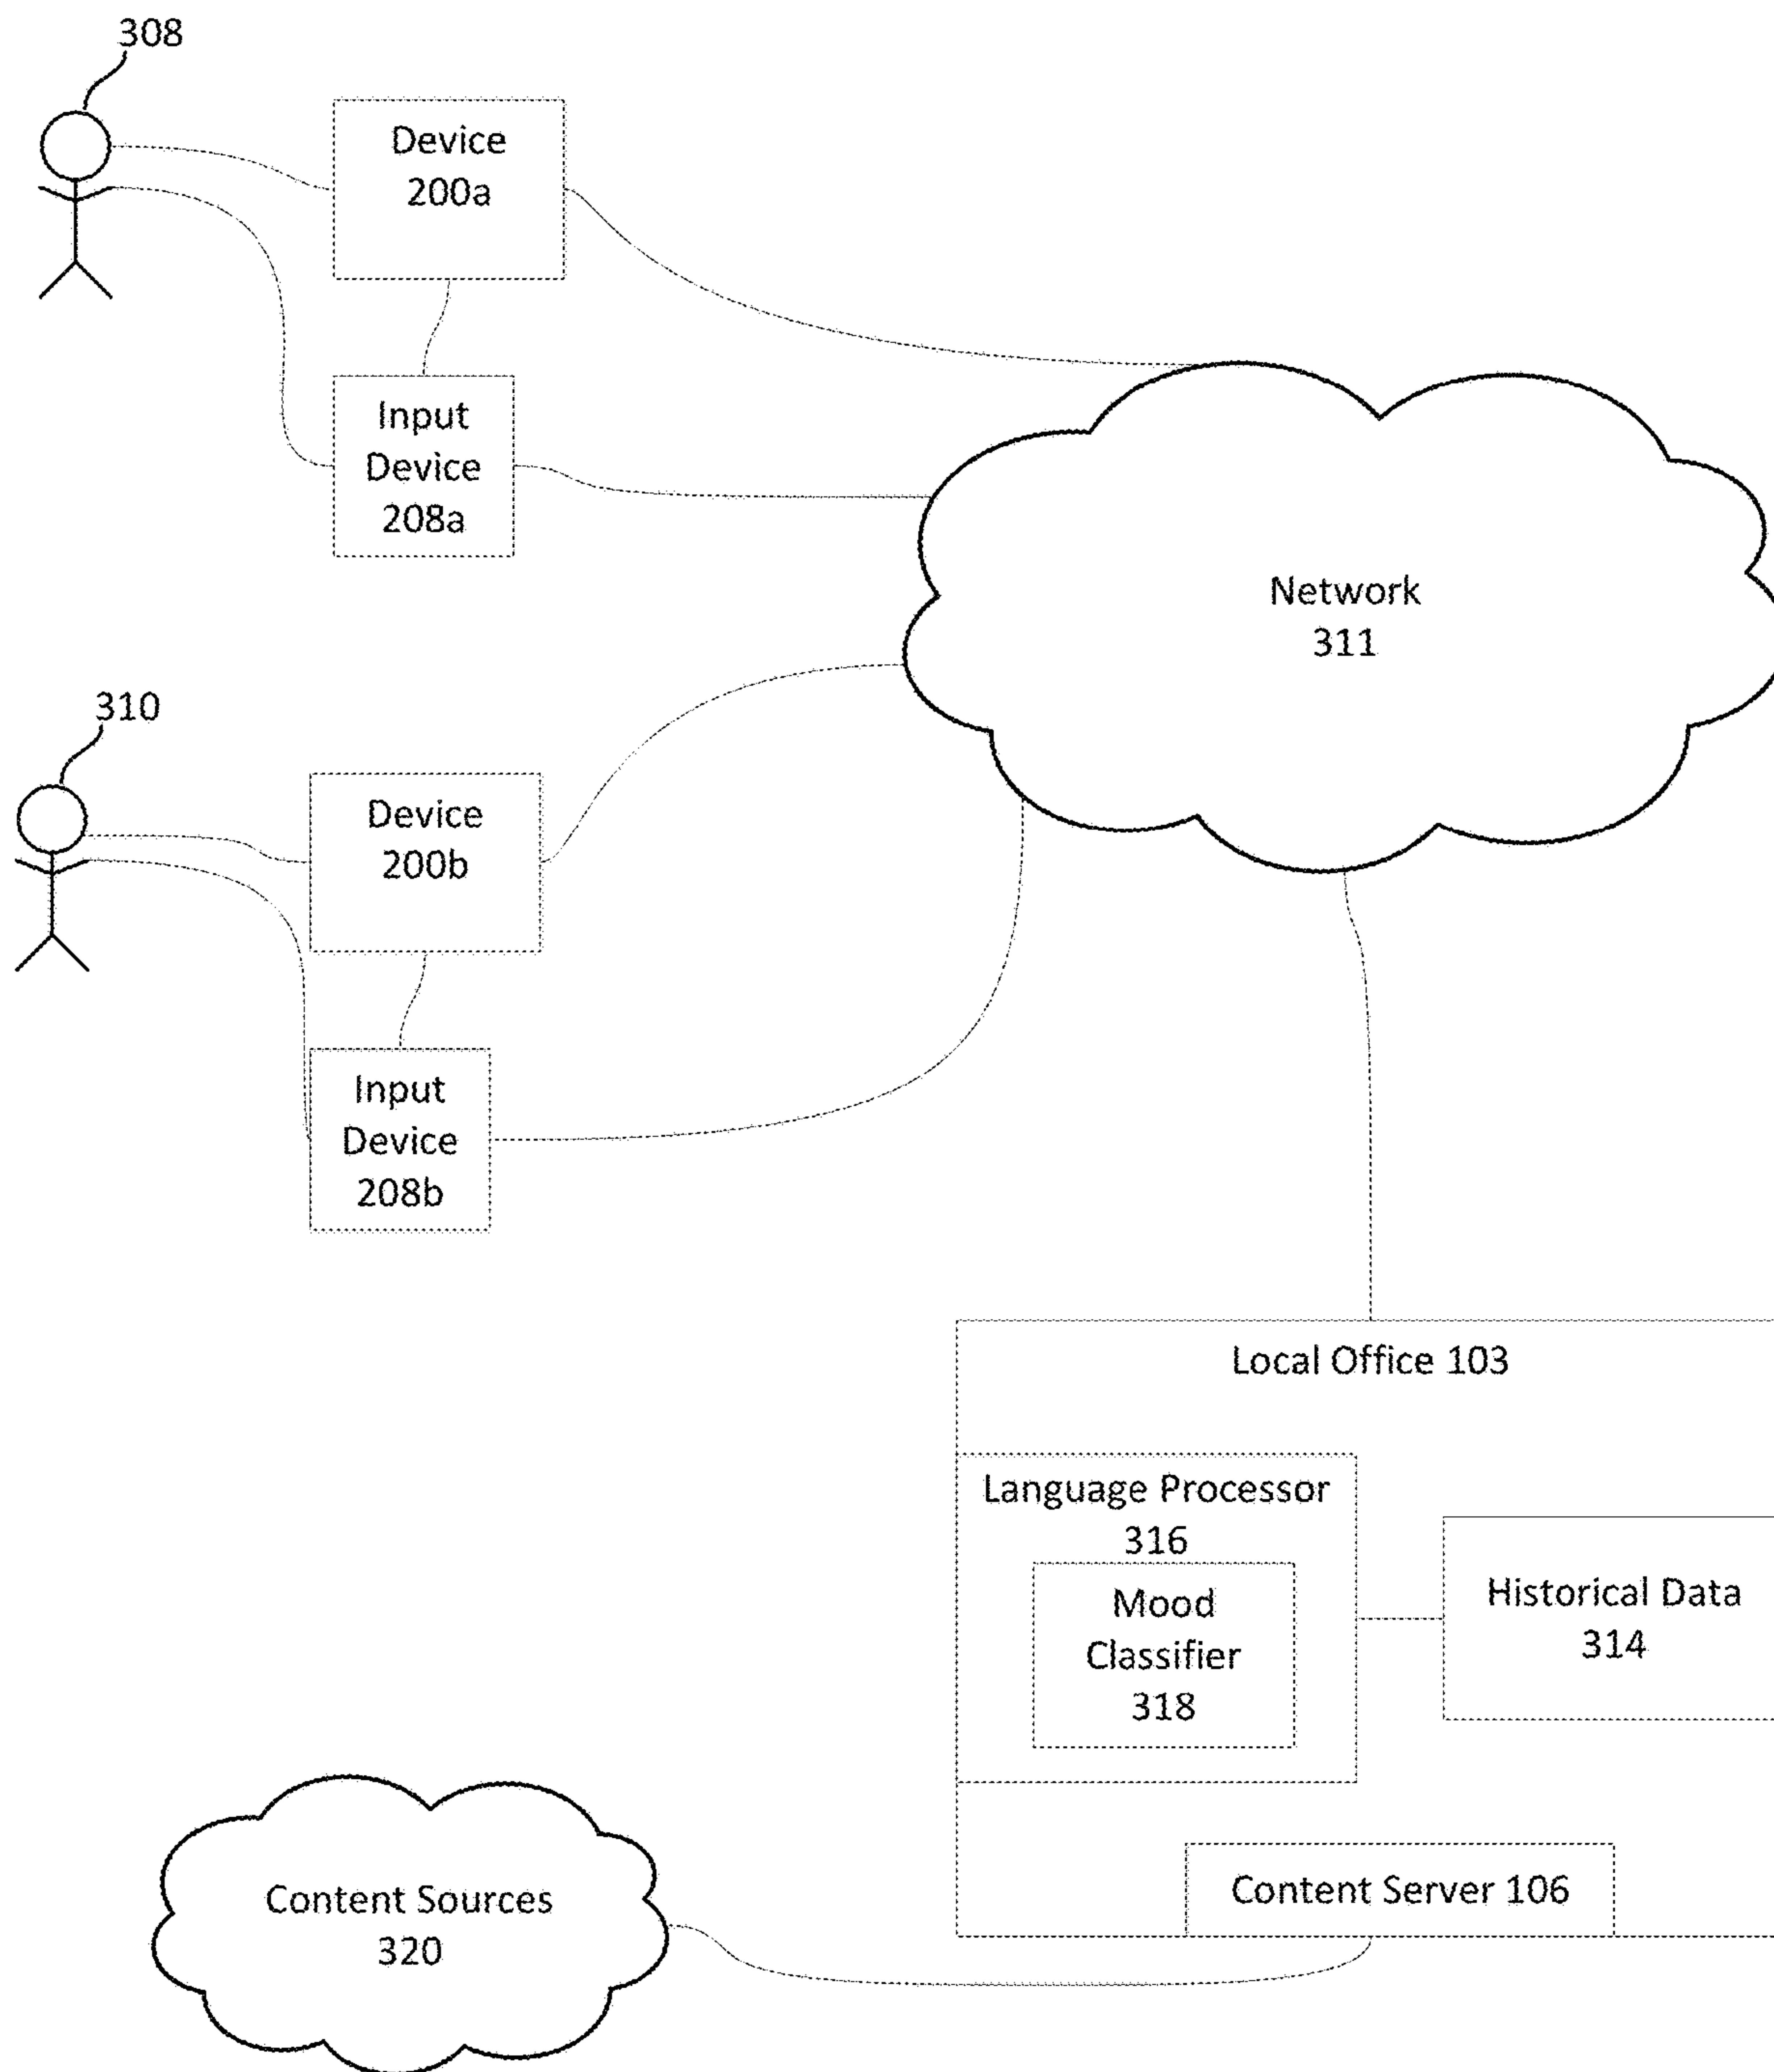 308
Device
200a
Input
Device
208a
Network
311
310
Device
200b
Input
Device
208b
Local Office 103
Language Processor
316
Mood
Classifier
318
Historical Data
314
Content Server 106
Content Sources
320